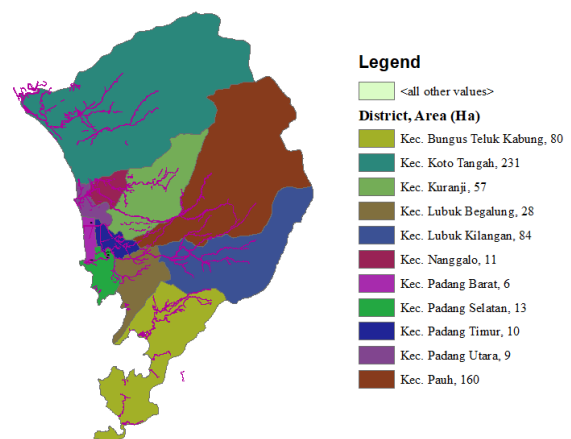 Legend
<all other values>
District, Area (Ha)
Kec. Bungus Teluk Kabung, 80
Kec. Koto Tangah, 231
Kec. Kuranji, 57
Kec. Lubuk Begalung, 28
Kec. Lubuk Kilangan, 84
Kec. Nanggalo, 11
Kec. Padang Barat, 6
Kec. Padang Selatan, 13
Kec. Padang Timur, 10
Kec. Padang Utara, 9
Kec. Pauh, 160